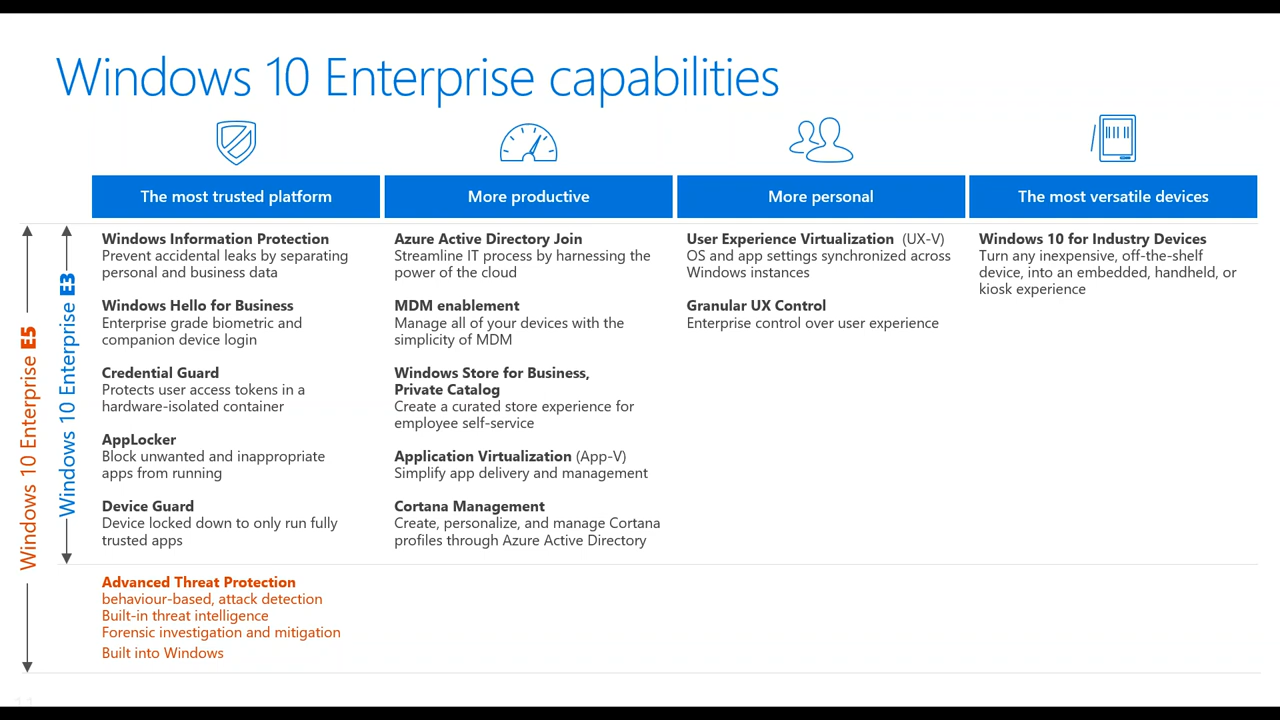 Windows 10 Enterprise capabilities
The most trusted platform
More productive
More personal
The most versatile devices
Windows 10 Enterprise E5
Windows 10 Enterprise E3
Windows Information Protection
Prevent accidental leaks by separating
personal and business data
Windows Hello for Business
Enterprise grade biometric and
companion device login
Credential Guard
Protects user access tokens in a
hardware-isolated container
AppLocker
Block unwanted and inappropriate
apps from running
Device Guard
Device locked down to only run fully
trusted apps
Advanced Threat Protection
behaviour-based, attack detection
Built-in threat intelligence
Forensic investigation and mitigation
Built into Windows
Azure Active Directory Join
Streamline IT process by harnessing the
power of the cloud
MDM enablement
Manage all of your devices with the
simplicity of MDM
Windows Store for Business,
Private Catalog
Create a curated store experience for
employee self-service
Application Virtualization (App-V)
Simplify app delivery and management
Cortana Management
Create, personalize, and manage Cortana
profiles through Azure Active Directory
User Experience Virtualization (UX-V)
OS and app settings synchronized across
Windows instances
Granular UX Control
Enterprise control over user experience
Windows 10 for Industry Devices
Turn any inexpensive, off-the-shelf
device, into an embedded, handheld, or
kiosk experience